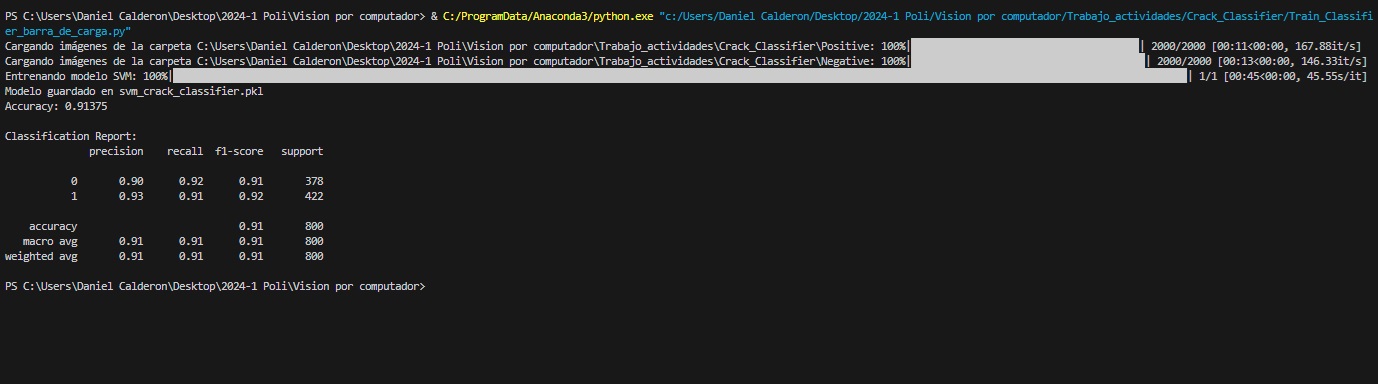 PS C:\Users\Daniel Calderon\Desktop\2024-1 Poli\Vision por computador> & C:/ProgramData/Anaconda3/python.exe "c:/Users/Daniel Calderon/Desktop/2024-1 Poli/Vision por computador/Trabajo_actividades/Crack_Classifier/Train_Classifi
er_barra_de_carga.py"
Cargando imágenes de la carpeta C:\Users\Daniel Calderon\Desktop\2024-1 Poli\Vision por computador\Trabajo_actividades\Crack_Classifier\Positive: 100%| | 2000/2000 [00:11<00:00, 167.88it/s]
Cargando imágenes de la carpeta C:\Users\Daniel Calderon\Desktop\2024-1 Poli\Vision por computador\Trabajo_actividades\Crack_Classifier\Negative: 100%| | 2000/2000 [00:13<00:00, 146.33it/s]
Entrenando modelo SVM: 100%| | 1/1 [00:45<00:00, 45.55s/it]
Modelo guardado en svm_crack_classifier.pkl
Accuracy: 0.91375
Classification Report:
precision recall f1-score support
0 0.90 0.92 0.91 378
1 0.93 0.91 0.92 422
accuracy 0.91 800
macro avg 0.91 0.91 0.91 800
weighted avg 0.91 0.91 0.91 800
PS C:\Users\Daniel Calderon\Desktop\2024-1 Poli\Vision por computador>